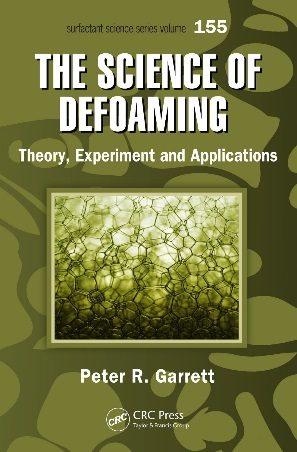 surfactant science series volume 155
THE SCIENCE OF
DEFOAMING
Theory, Experiment and Applications
Peter R. Garrett
CRC
CRC Press
Taylor & Francis Group